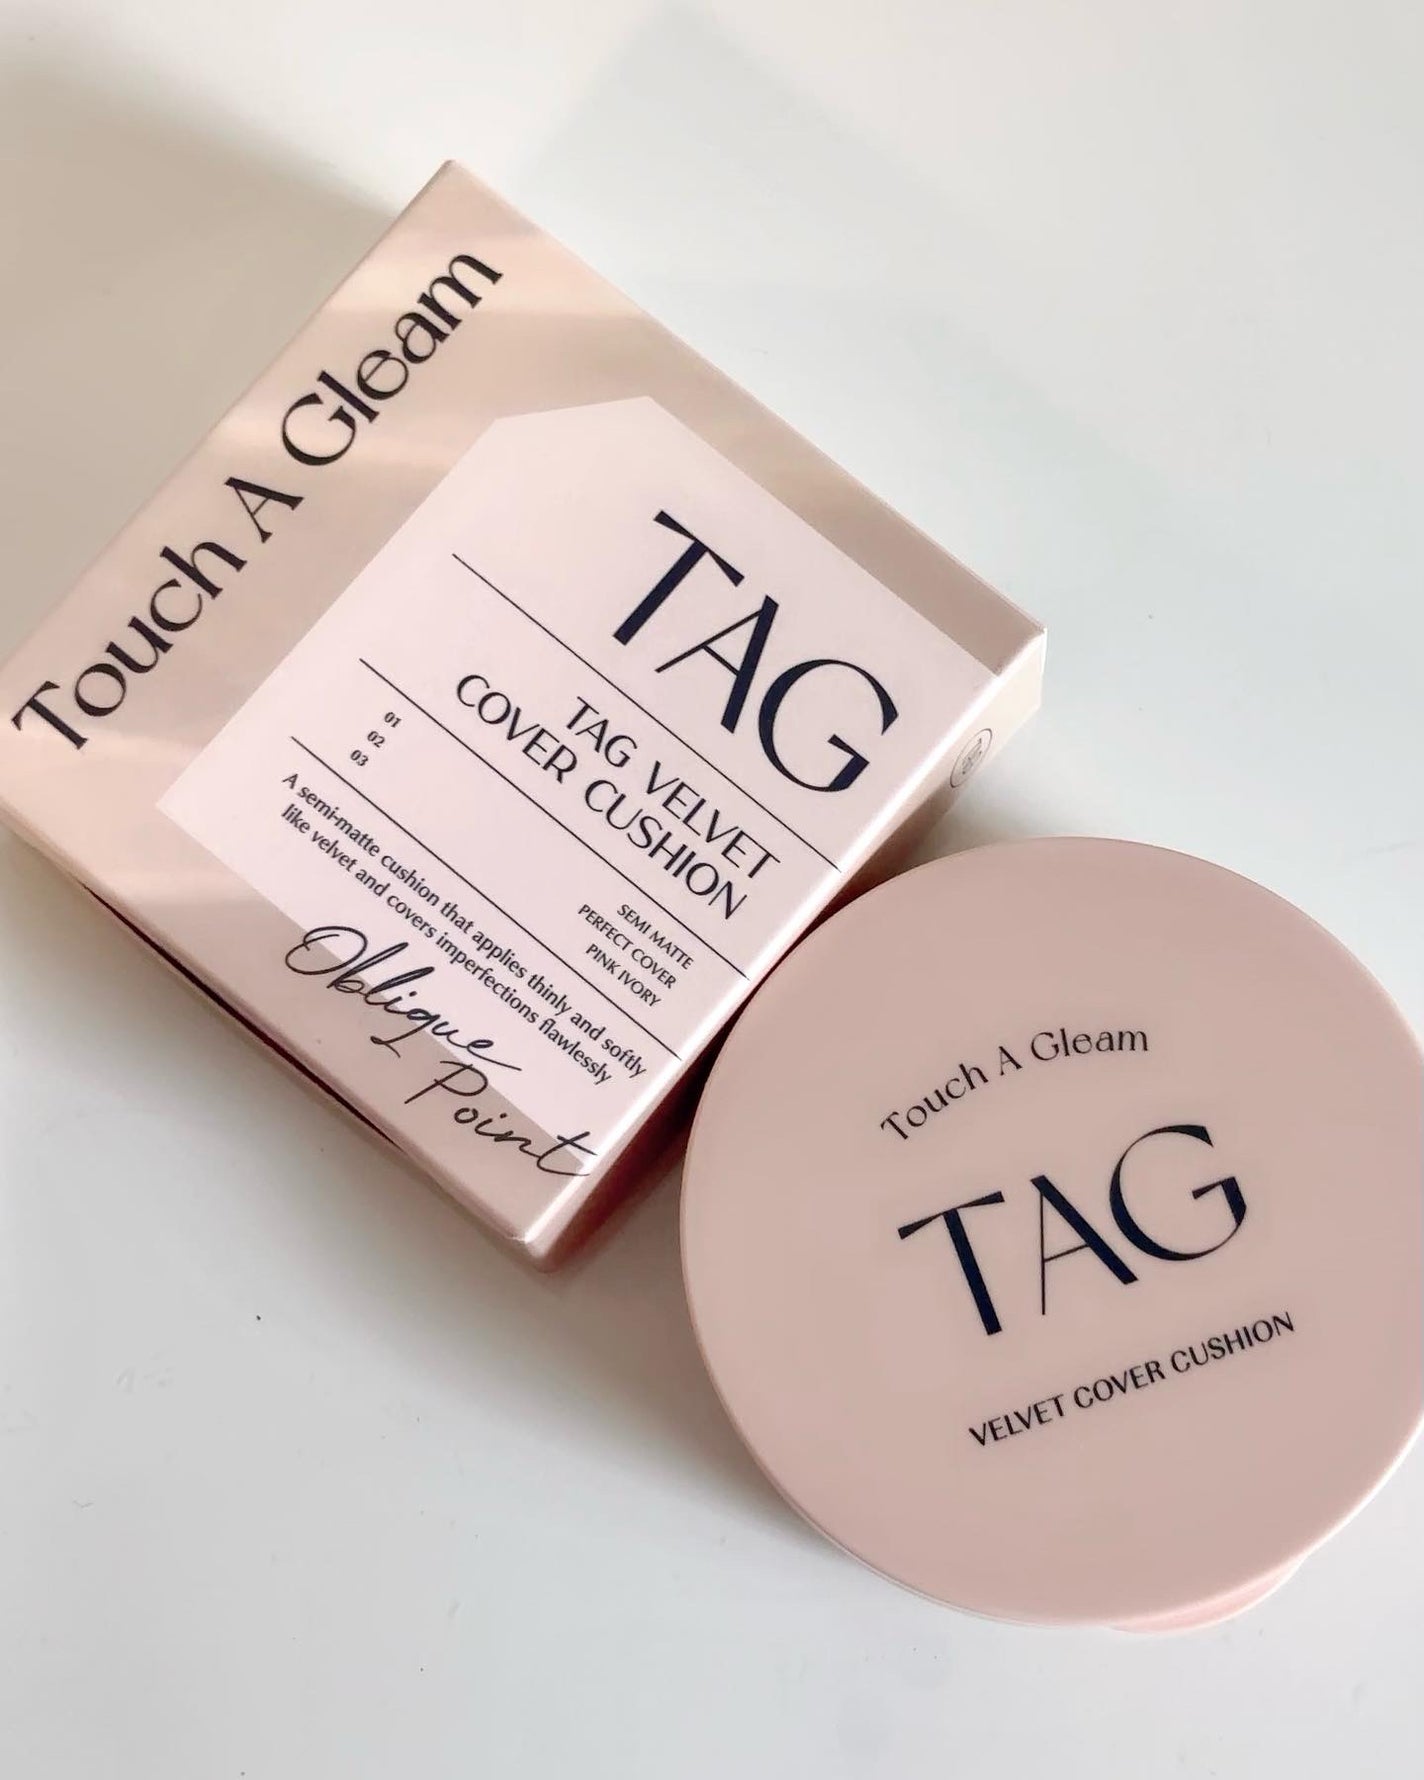 Touch A Gleam
TAG
TAG VELVET
COVER CUSHION
01 SEMI MATTE
02 PERFECT COVER
03 PINK IVORY
A semi-matte cushion that applies thinly and softly
like velvet and covers imperfections flawlessly
Oblique
Point
Touch A Gleam
TAG
VELVET COVER CUSHION